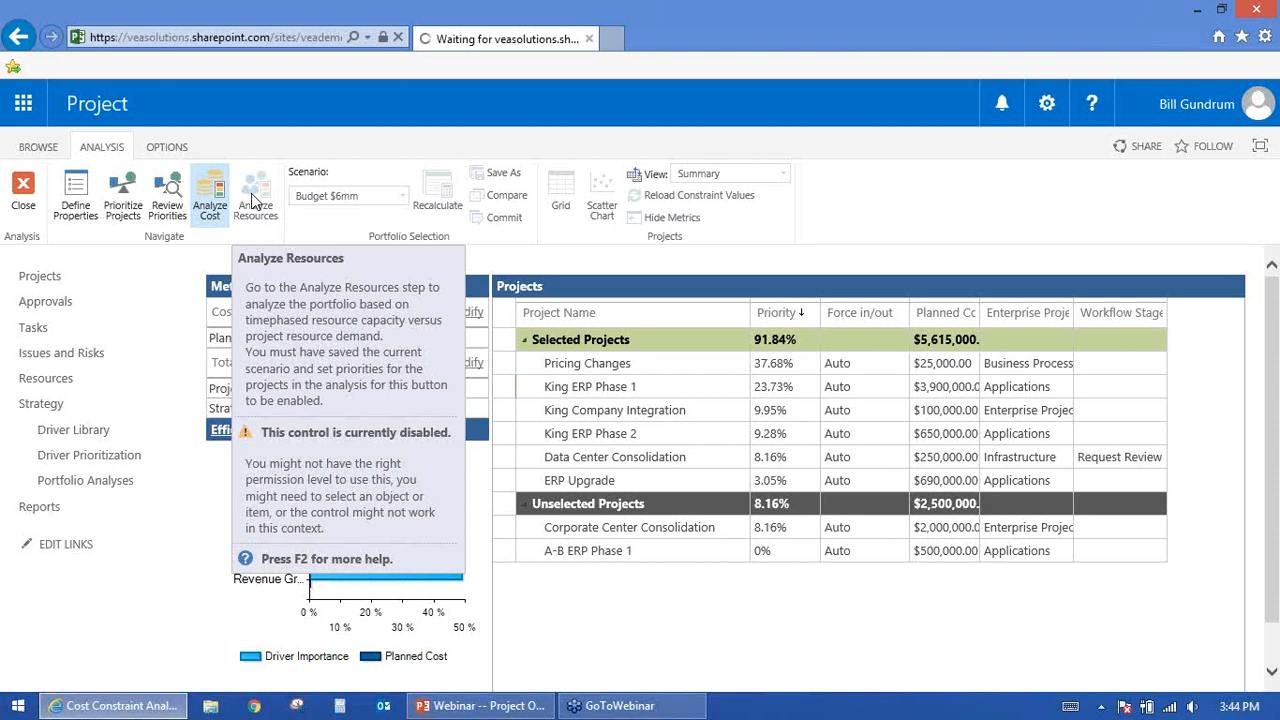 https://veasolutions.sharepoint.com/sites/veadem
Waiting for veasolutions.sh...
Project
Bill Gundrum
BROWSE
ANALYSIS
OPTIONS
SHARE
FOLLOW
Close
Define Properties
Prioritize Projects
Review Priorities
Analyze Cost
Analyze Resources
Scenario:
Budget $6mm
Recalculate
Save As
Compare
Commit
Grid
Scatter Chart
View:
Summary
Reload Constraint Values
Hide Metrics
Analysis
Navigate
Portfolio Selection
Projects
Projects
Approvals
Tasks
Issues and Risks
Resources
Strategy
Driver Library
Driver Prioritization
Portfolio Analyses
Reports
EDIT LINKS
Met
Cos
dify
Plan
Tota
dify
Proj
Stra
Effi
Analyze Resources
Go to the Analyze Resources step to
analyze the portfolio based on
timephased resource capacity versus
project resource demand.
You must have saved the current
scenario and set priorities for the
projects in the analysis for this button
to be enabled.
This control is currently disabled.
You might not have the right
permission level to use this, you
might need to select an object or
item, or the control might not work
in this context.
Press F2 for more help.
Revenue Gr...
0 % 20 % 40 %
10 % 30 % 50 %
Driver Importance Planned Cost
Projects
Project Name Priority Force in/out Planned Cc Enterprise Proje Workflow Stage
Selected Projects 91.84% $5,615,000.
Pricing Changes 37.68% Auto $25,000.00 Business Process
King ERP Phase 1 23.73% Auto $3,900,000.0 Applications
King Company Integration 9.95% Auto $100,000.00 Enterprise Projec
King ERP Phase 2 9.28% Auto $650,000.00 Applications
Data Center Consolidation 8.16% Auto $250,000.00 Infrastructure Request Review
ERP Upgrade 3.05% Auto $690,000.00 Applications
Unselected Projects 8.16% $2,500,000.
Corporate Center Consolidation 8.16% Auto $2,000,000.0 Enterprise Projec
A-B ERP Phase 1 0% Auto $500,000.00 Applications
Cost Constraint Anal...
Webinar -- Project O...
GoToWebinar
3:44 PM